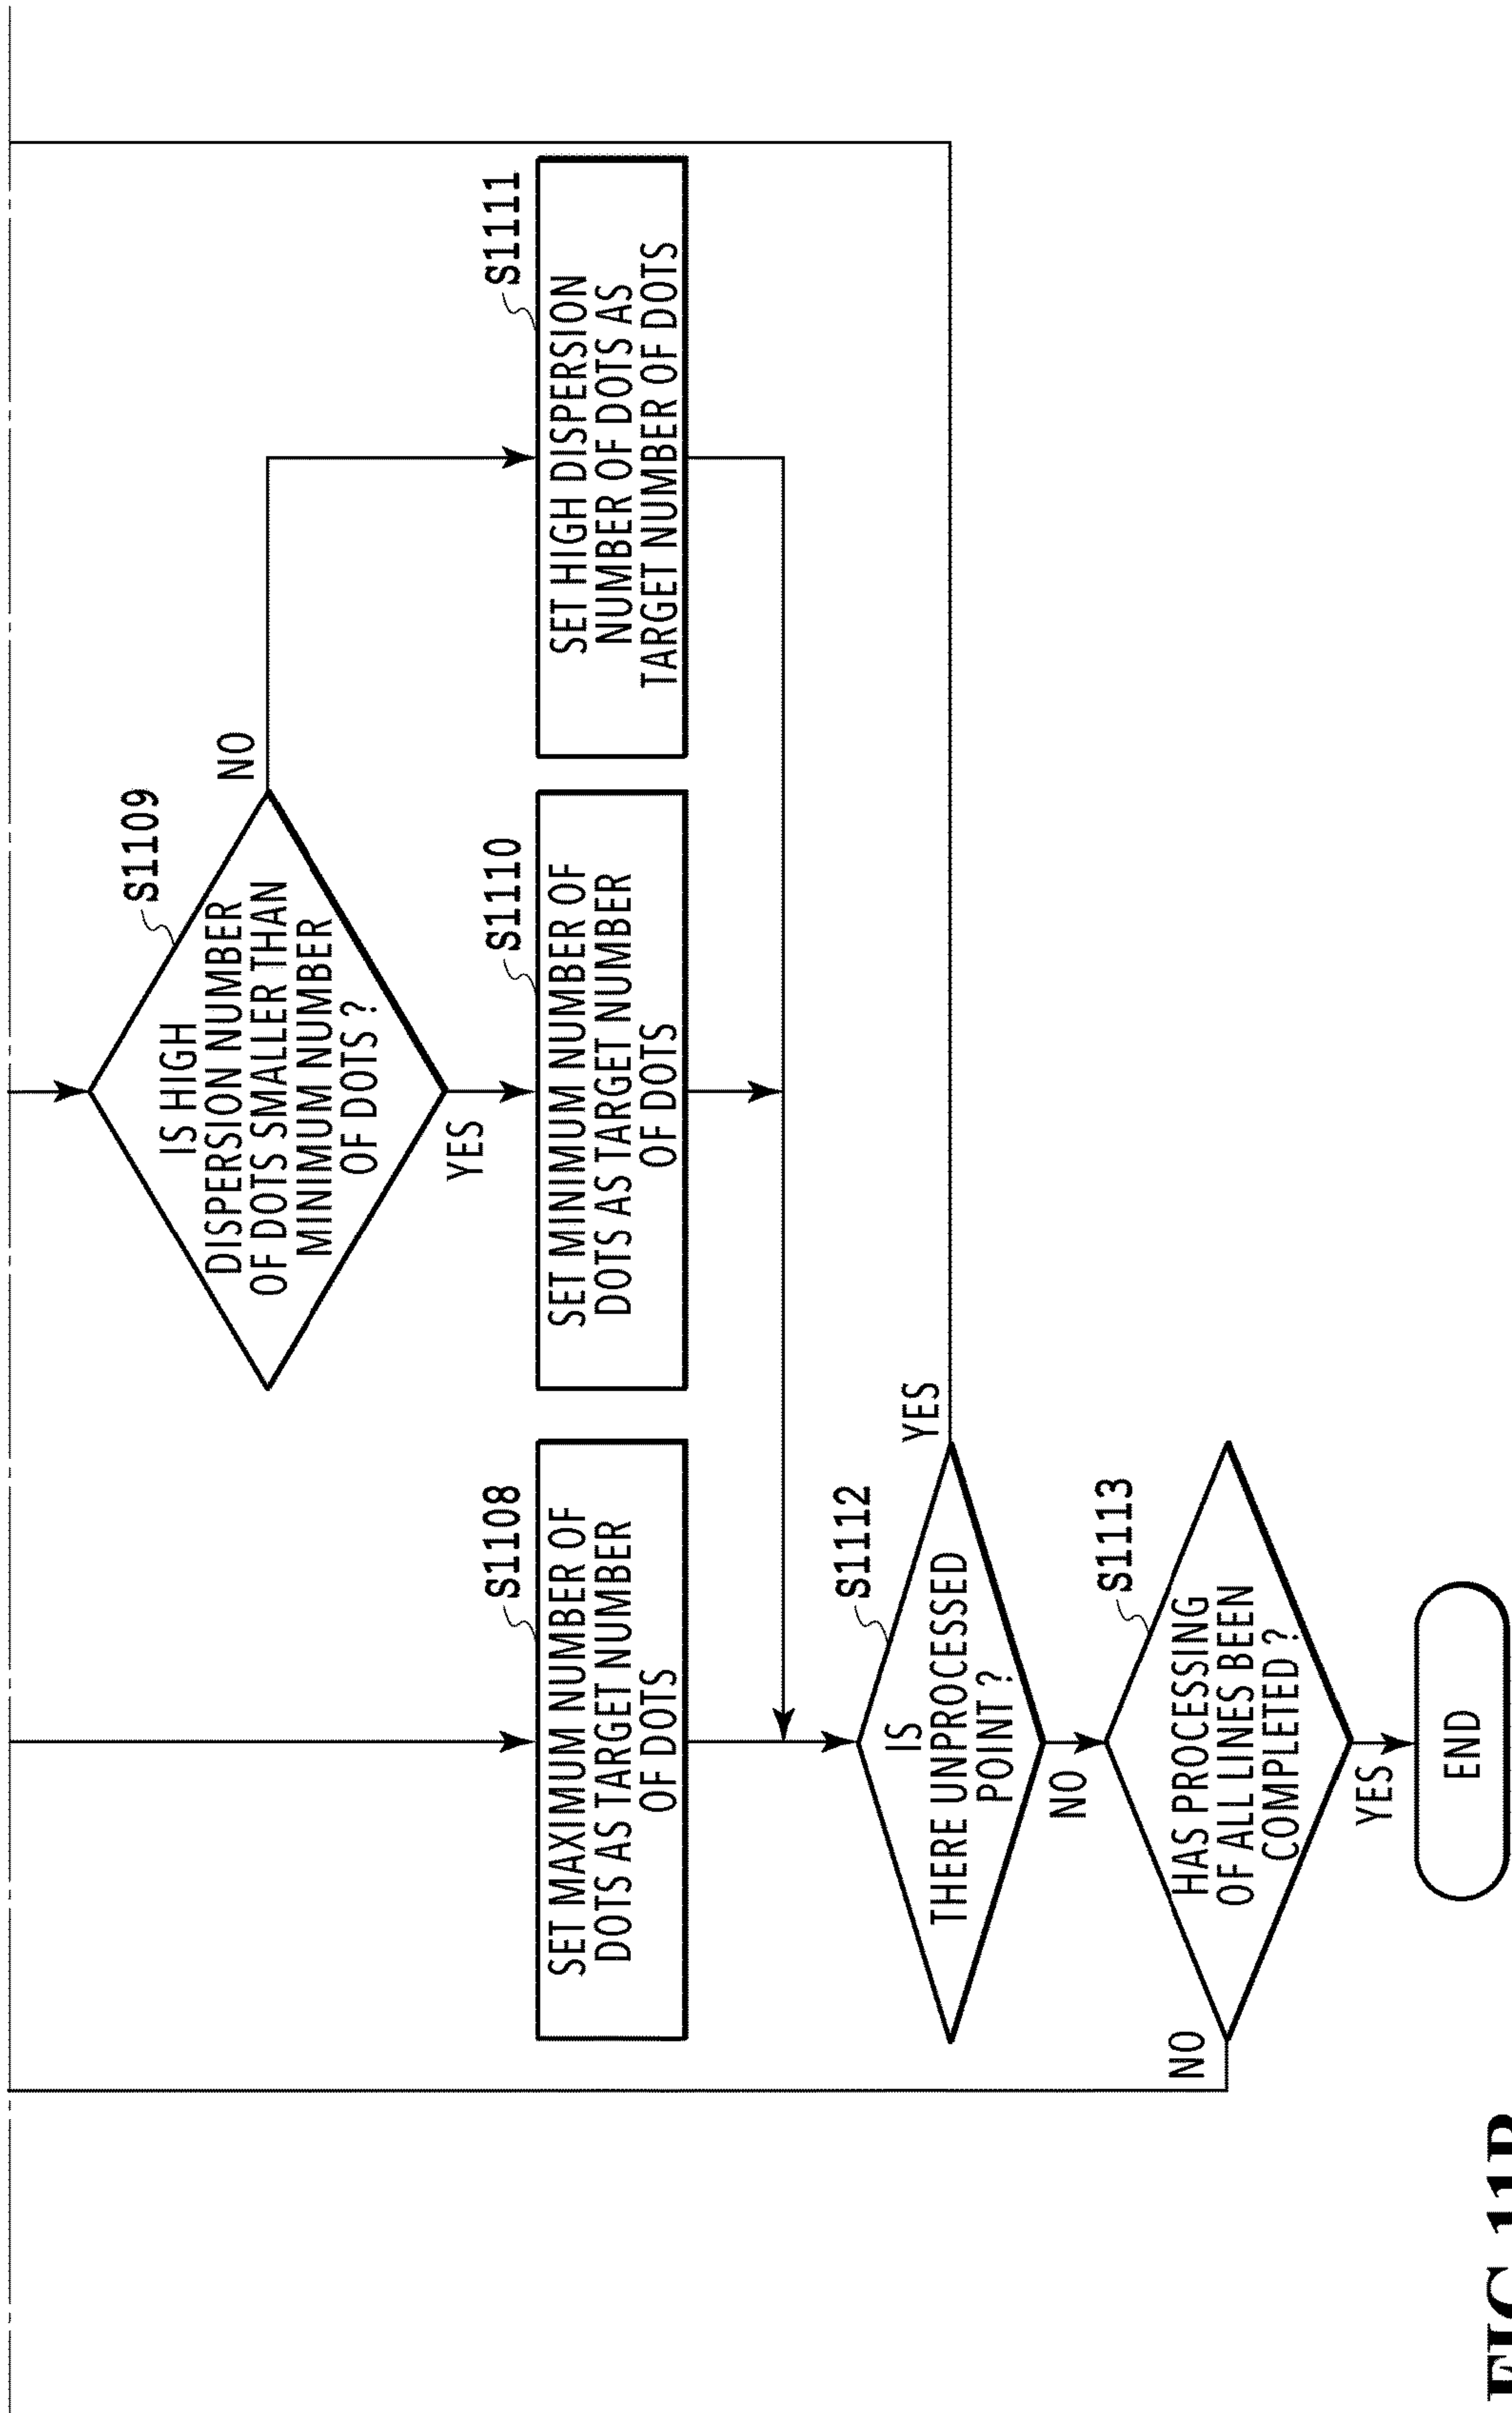 S1109
IS HIGH
DISPERSION NUMBER
OF DOTS SMALLER THAN
MINIMUM NUMBER
OF DOTS ?
NO
YES
S1108
SET MAXIMUM NUMBER OF
DOTS AS TARGET NUMBER
OF DOTS
S1110
SET MINIMUM NUMBER OF
DOTS AS TARGET NUMBER
OF DOTS
S1111
SET HIGH DISPERSION
NUMBER OF DOTS AS
TARGET NUMBER OF DOTS
S1112
IS
THERE UNPROCESSED
POINT ?
YES
NO
S1113
HAS PROCESSING
OF ALL LINES BEEN
COMPLETED ?
NO
YES
END
FIG.11B